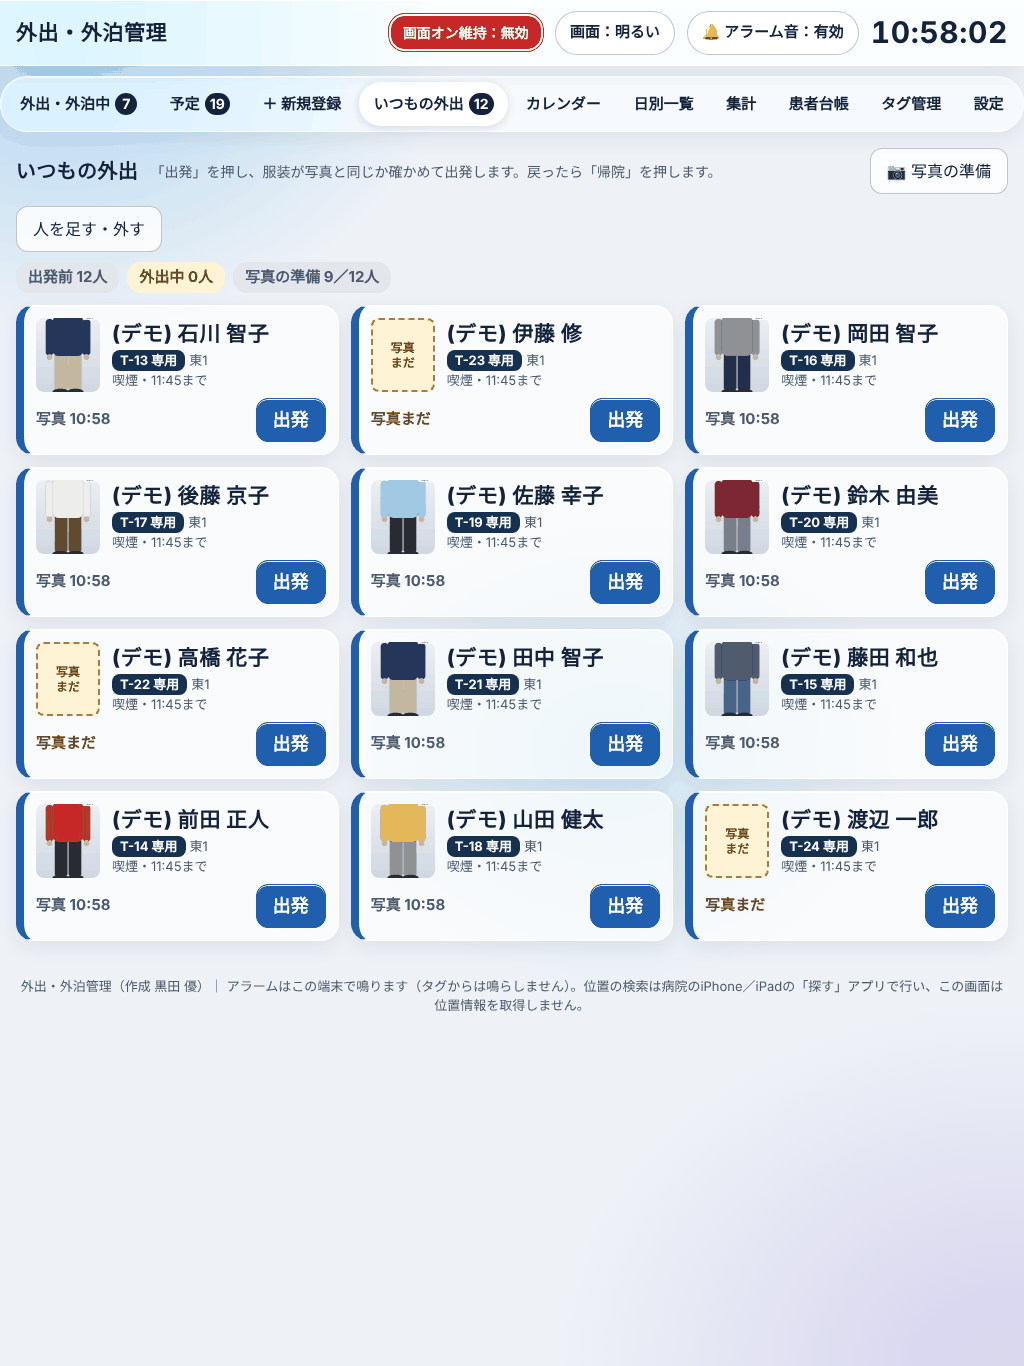 外出・外泊管理
画面オン維持：無効
画面：明るい
🔔 アラーム音：有効
10:58:02
外出・外泊中 7
予定 19
＋ 新規登録
いつもの外出 12
カレンダー
日別一覧
集計
患者台帳
タグ管理
設定
いつもの外出
「出発」を押し、服装が写真と同じか確かめて出発します。戻ったら「帰院」を押します。
📷 写真の準備
人を足す・外す
出発前 12人
外出中 0人
写真の準備 9／12人
(デモ) 石川 智子
T-13 専用 東1
喫煙・11:45まで
写真 10:58
出発
写真
まだ
(デモ) 伊藤 修
T-23 専用 東1
喫煙・11:45まで
写真まだ
出発
(デモ) 岡田 智子
T-16 専用 東1
喫煙・11:45まで
写真 10:58
出発
(デモ) 後藤 京子
T-17 専用 東1
喫煙・11:45まで
写真 10:58
出発
(デモ) 佐藤 幸子
T-19 専用 東1
喫煙・11:45まで
写真 10:58
出発
(デモ) 鈴木 由美
T-20 専用 東1
喫煙・11:45まで
写真 10:58
出発
写真
まだ
(デモ) 高橋 花子
T-22 専用 東1
喫煙・11:45まで
写真まだ
出発
(デモ) 田中 智子
T-21 専用 東1
喫煙・11:45まで
写真 10:58
出発
(デモ) 藤田 和也
T-15 専用 東1
喫煙・11:45まで
写真 10:58
出発
(デモ) 前田 正人
T-14 専用 東1
喫煙・11:45まで
写真 10:58
出発
(デモ) 山田 健太
T-18 専用 東1
喫煙・11:45まで
写真 10:58
出発
写真
まだ
(デモ) 渡辺 一郎
T-24 専用 東1
喫煙・11:45まで
写真まだ
出発
外出・外泊管理（作成 黒田 優）｜ アラームはこの端末で鳴ります（タグからは鳴らしません）。位置の検索は病院のiPhone／iPadの「探す」アプリで行い、この画面は
位置情報を取得しません。